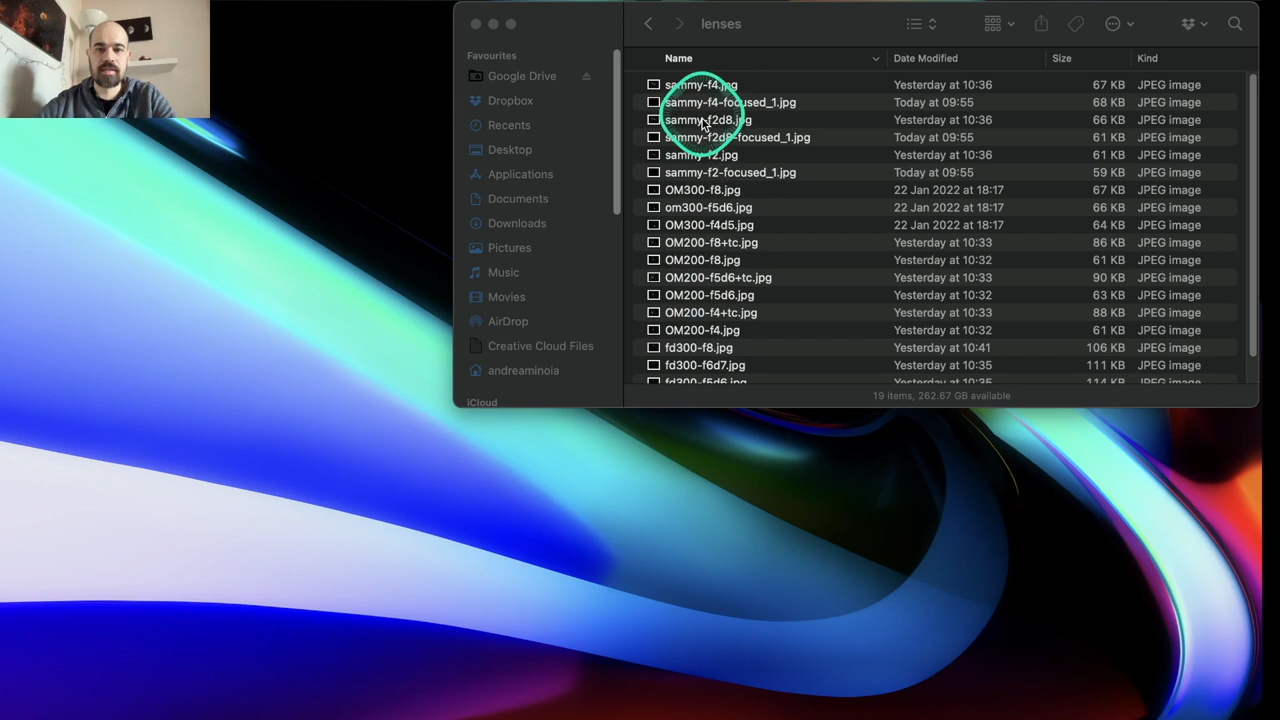 lenses
Favourites
Google Drive
Dropbox
Recents
Desktop
Applications
Documents
Downloads
Pictures
Music
Movies
AirDrop
Creative Cloud Files
andreaminoia
iCloud
Name Date Modified Size Kind
sammy-f4.jpg Yesterday at 10:36 67 KB JPEG image
sammy-f4-focused_1.jpg Today at 09:55 68 KB JPEG image
sammy-f2d8.jpg Yesterday at 10:36 66 KB JPEG image
sammy-f2d8-focused_1.jpg Today at 09:55 61 KB JPEG image
sammy-f2.jpg Yesterday at 10:36 61 KB JPEG image
sammy-f2-focused_1.jpg Today at 09:55 59 KB JPEG image
OM300-f8.jpg 22 Jan 2022 at 18:17 67 KB JPEG image
om300-f5d6.jpg 22 Jan 2022 at 18:17 66 KB JPEG image
OM300-f4d5.jpg 22 Jan 2022 at 18:17 64 KB JPEG image
OM200-f8+tc.jpg Yesterday at 10:33 86 KB JPEG image
OM200-f8.jpg Yesterday at 10:32 61 KB JPEG image
OM200-f5d6+tc.jpg Yesterday at 10:33 90 KB JPEG image
OM200-f5d6.jpg Yesterday at 10:32 63 KB JPEG image
OM200-f4+tc.jpg Yesterday at 10:33 88 KB JPEG image
OM200-f4.jpg Yesterday at 10:32 61 KB JPEG image
fd300-f8.jpg Yesterday at 10:41 106 KB JPEG image
fd300-f6d7.jpg Yesterday at 10:35 111 KB JPEG image
fd300-f5d6.jpg Yesterday at 10:35 114 KB JPEG image
19 items, 262.67 GB available